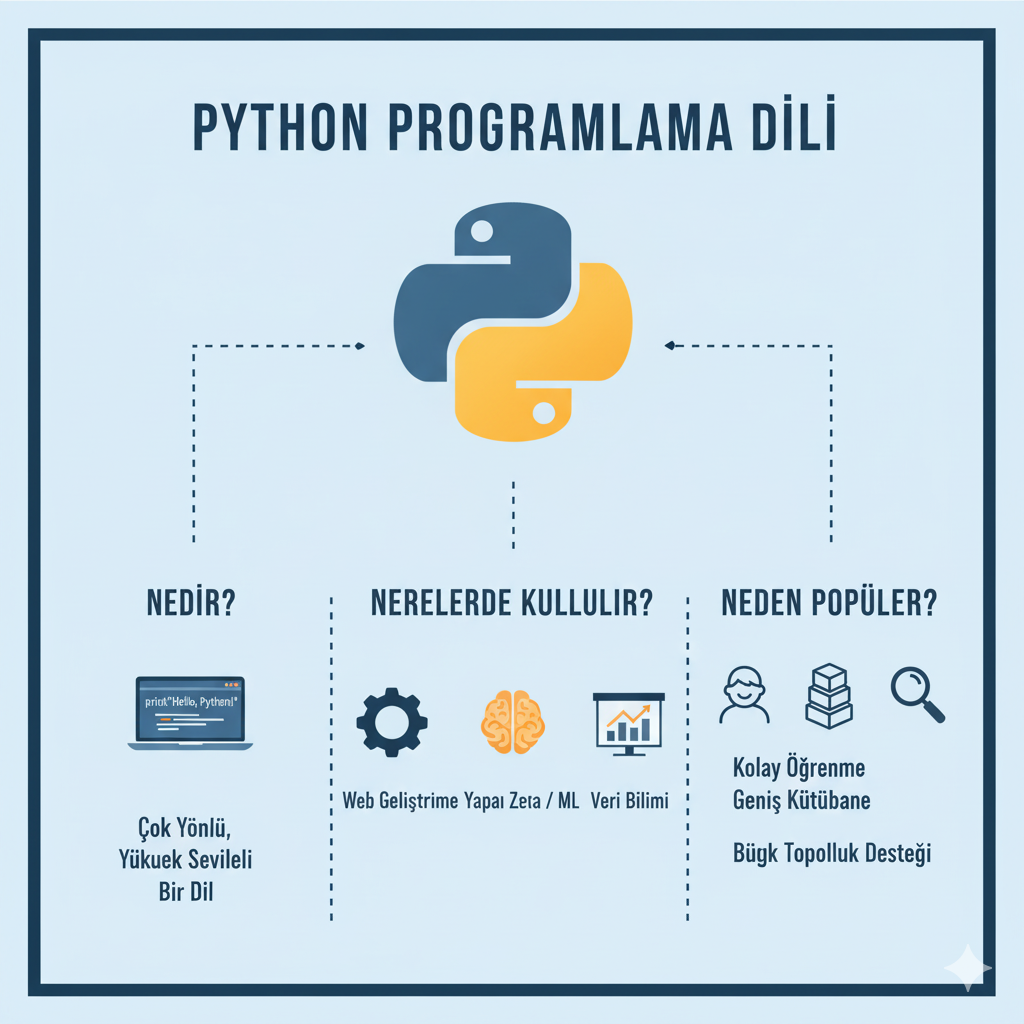 PYTHON PROGRAMLAMA DİLİ
NEDİR?
print"Hello, Python!"
Çok Yönlü,
Yükuek Sevileli
Bir Dil
NERELERDE KULLULIR?
Web Geliştrime Yapaı Zeta / ML Veri Bilimi
NEDEN POPÜLER?
Kolay Öğrenme
Geniş Kütübane
Bügk Topolluk Desteği